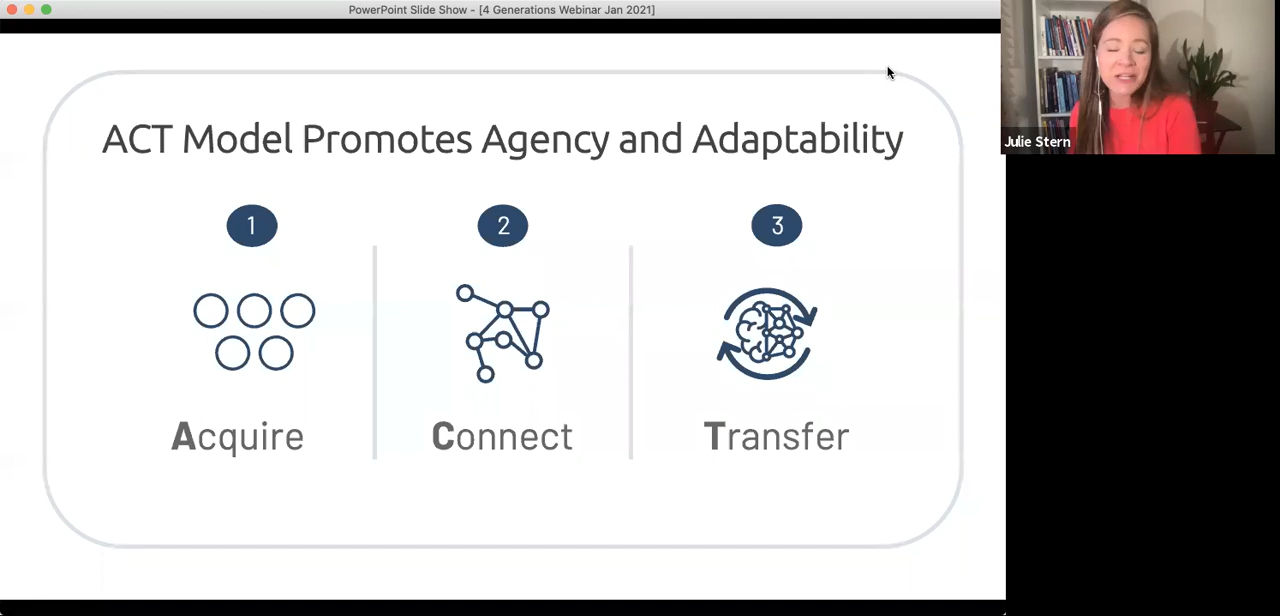 PowerPoint Slide Show - [4 Generations Webinar Jan 2021]
Julie Stern
ACT Model Promotes Agency and Adaptability
1
2
3
Acquire
Connect
Transfer